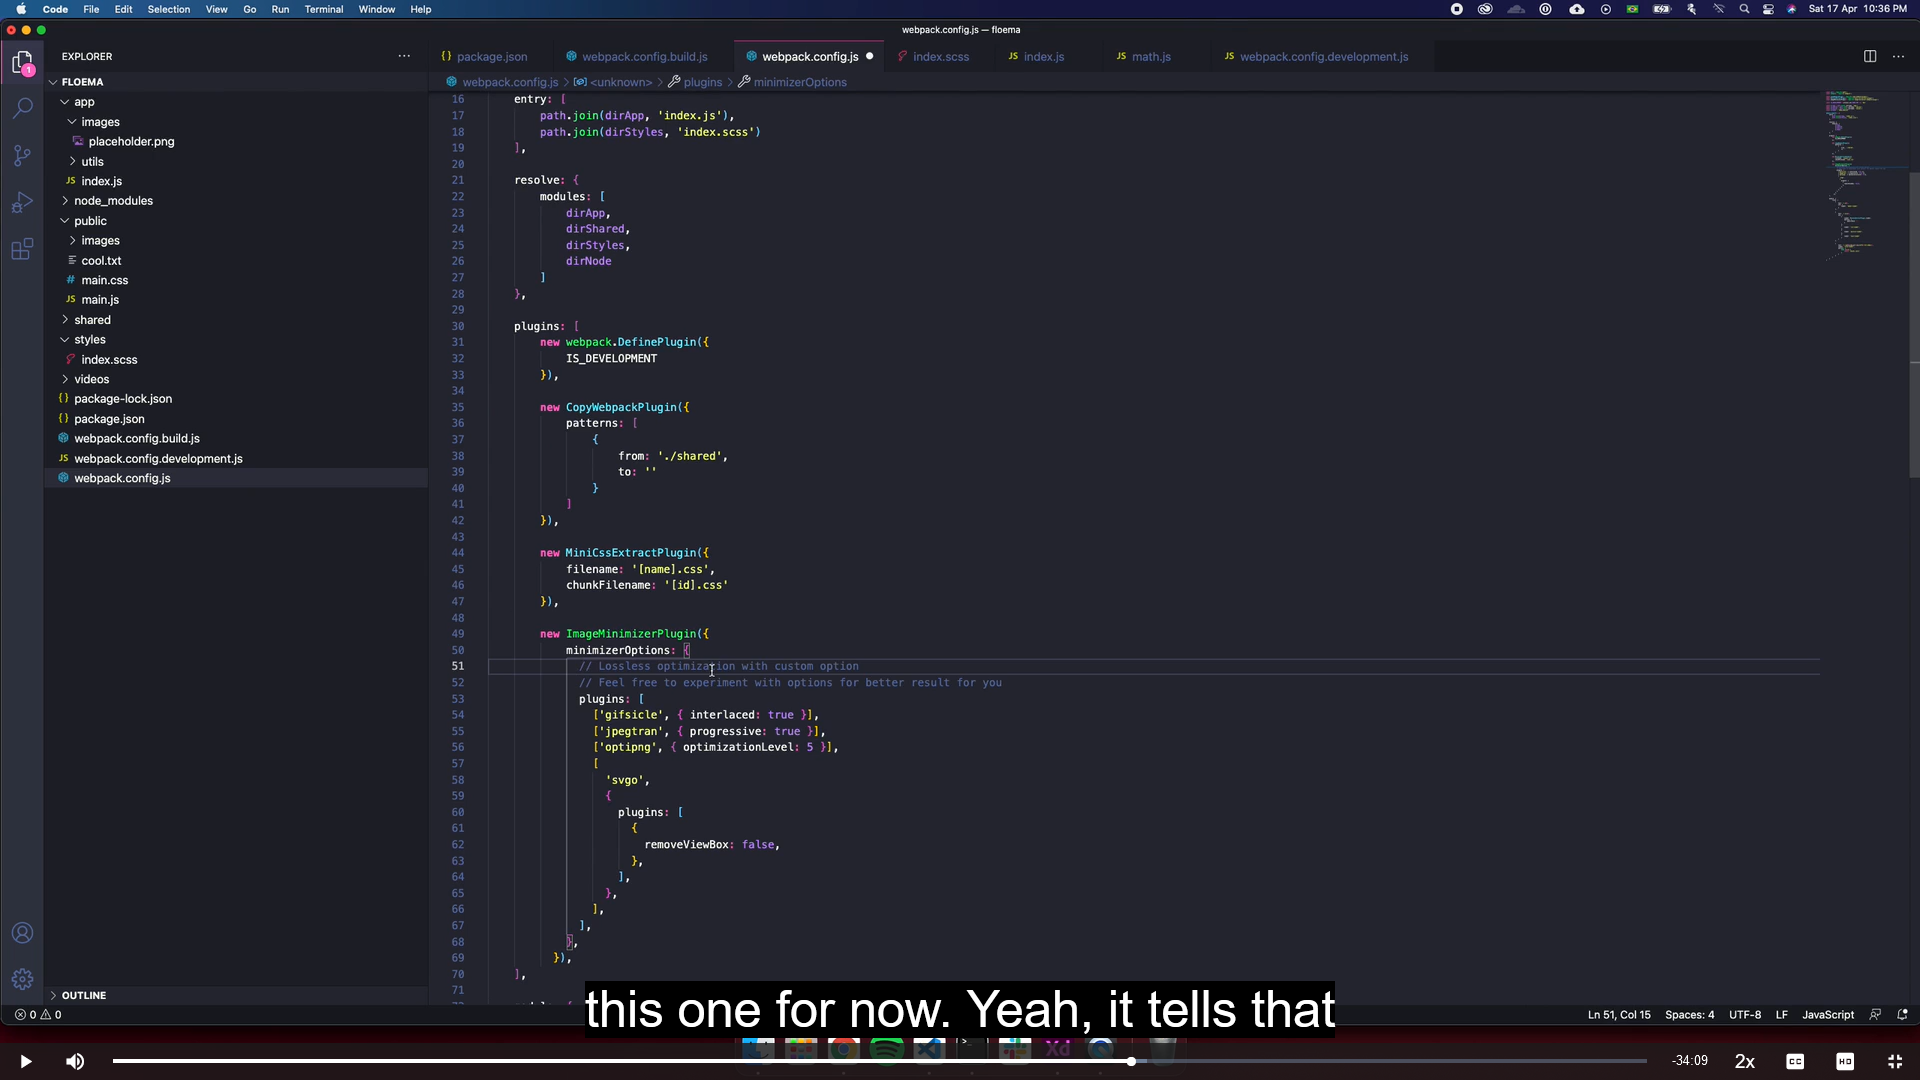 Code File Edit Selection View Go Run Terminal Window Help
Sat 17 Apr 10:36 PM
webpack.config.js — floema
EXPLORER
FLOEMA
app
images
placeholder.png
utils
JS index.js
node_modules
public
images
cool.txt
# main.css
JS main.js
shared
styles
index.scss
videos
{} package-lock.json
{} package.json
webpack.config.build.js
JS webpack.config.development.js
webpack.config.js
OUTLINE
1
{} package.json webpack.config.build.js webpack.config.js index.scss JS index.js JS math.js JS webpack.config.development.js
webpack.config.js > <unknown> > plugins > minimizerOptions
16 entry: [
17 path.join(dirApp, 'index.js'),
18 path.join(dirStyles, 'index.scss')
19 ],
20
21 resolve: {
22 modules: [
23 dirApp,
24 dirShared,
25 dirStyles,
26 dirNode
27 ]
28 },
29
30 plugins: [
31 new webpack.DefinePlugin({
32 IS_DEVELOPMENT
33 }),
34
35 new CopyWebpackPlugin({
36 patterns: [
37 {
38 from: './shared',
39 to: ''
40 }
41 ]
42 }),
43
44 new MiniCssExtractPlugin({
45 filename: '[name].css',
46 chunkFilename: '[id].css'
47 }),
48
49 new ImageMinimizerPlugin({
50 minimizerOptions: {
51 // Lossless optimization with custom option
52 // Feel free to experiment with options for better result for you
53 plugins: [
54 ['gifsicle', { interlaced: true }],
55 ['jpegtran', { progressive: true }],
56 ['optipng', { optimizationLevel: 5 }],
57 [
58 'svgo',
59 {
60 plugins: [
61 {
62 removeViewBox: false,
63 },
64 ],
65 },
66 ],
67 ],
68 },
69 }),
70 ],
71
this one for now. Yeah, it tells that
0 0
Ln 51, Col 15 Spaces: 4 UTF-8 LF JavaScript
Xd
-34:09 2x CC HD